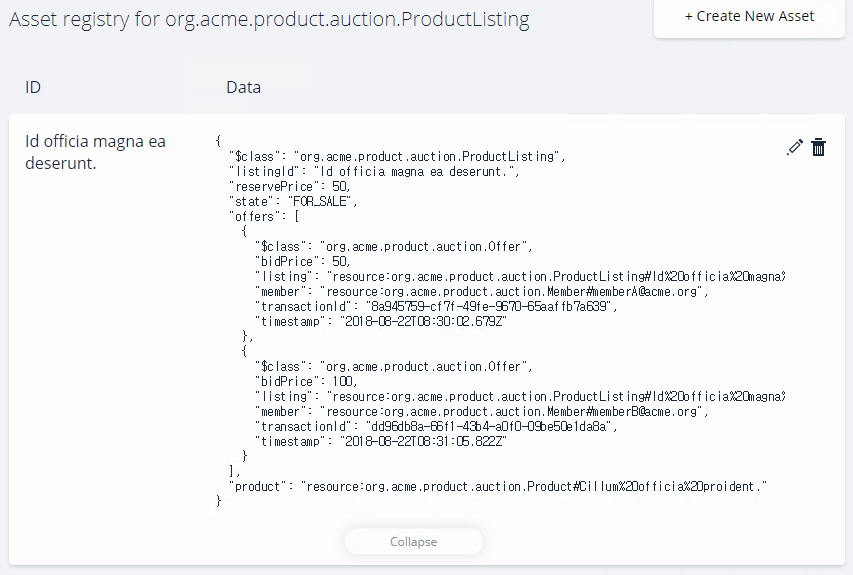 Asset registry for org.acme.product.auction.ProductListing
+ Create New Asset
ID
Data
Id officia magna ea
deserunt.
{
"$class": "org.acme.product.auction.ProductListing",
"listingId": "Id officia magna ea deserunt.",
"reservePrice": 50,
"state": "FOR_SALE",
"offers": [
{
"$class": "org.acme.product.auction.Offer",
"bidPrice": 50,
"listing": "resource:org.acme.product.auction.ProductListing#Id%20officia%20magna%
"member": "resource:org.acme.product.auction.Member#memberA@acme.org",
"transactionId": "8a945759-cf7f-49fe-9670-65aaffb7a639",
"timestamp": "2018-08-22T08:30:02.679Z"
},
{
"$class": "org.acme.product.auction.Offer",
"bidPrice": 100,
"listing": "resource:org.acme.product.auction.ProductListing#Id%20officia%20magna%
"member": "resource:org.acme.product.auction.Member#memberB@acme.org",
"transactionId": "dd96db8a-66f1-43b4-a0f0-09be50e1da8a",
"timestamp": "2018-08-22T08:31:05.822Z"
}
],
"product": "resource:org.acme.product.auction.Product#Cillum%20officia%20proident."
}
Collapse